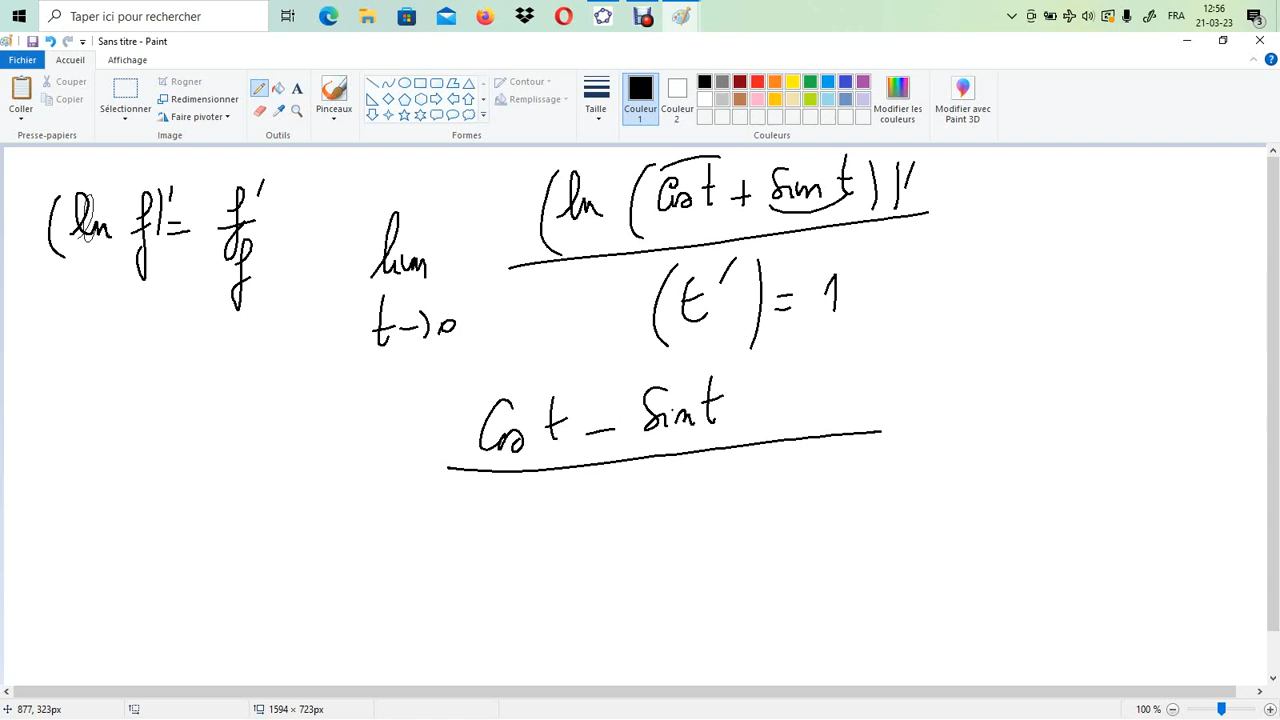 Taper ici pour rechercher
FRA
12:56
21-03-23
3
Sans titre - Paint
Fichier
Accueil
Affichage
Coller
Couper
Copier
Presse-papiers
Sélectionner
Rogner
Redimensionner
Faire pivoter
Image
A
Outils
Pinceaux
Contour
Remplissage
Formes
Taille
Couleur 1
Couleur 2
Modifier les couleurs
Couleurs
Modifier avec Paint 3D
(ln f)' = f'/f
lim t→0
(ln (cos t + sin t))'
(t') = 1
cos t - sin t
877, 323px
1594 × 723px
100 %